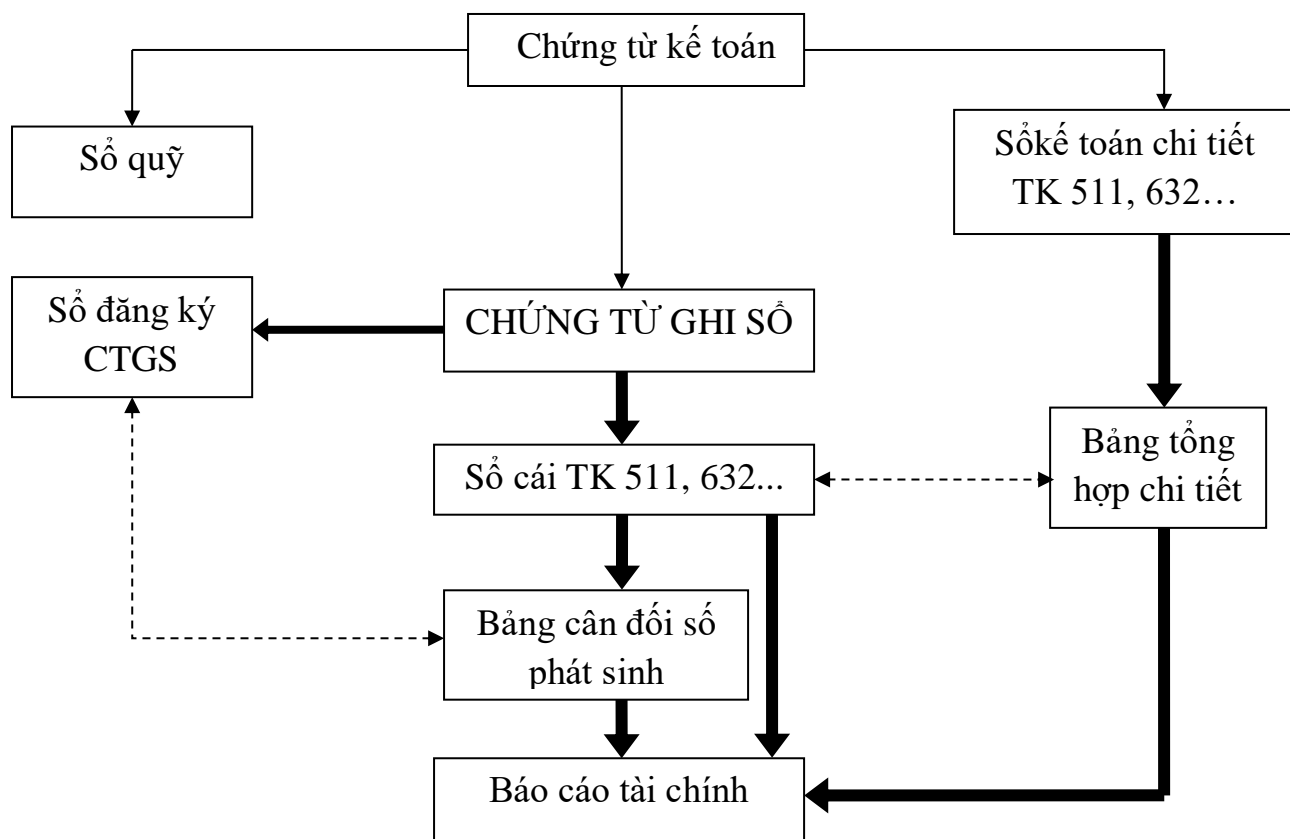 Chứng từ kế toán
Sổ quỹ
Sổkế toán chi tiết
TK 511, 632…
Sổ đăng ký
CTGS
CHỨNG TỪ GHI SỔ
Sổ cái TK 511, 632...
Bảng tổng
hợp chi tiết
Bảng cân đối số
phát sinh
Báo cáo tài chính